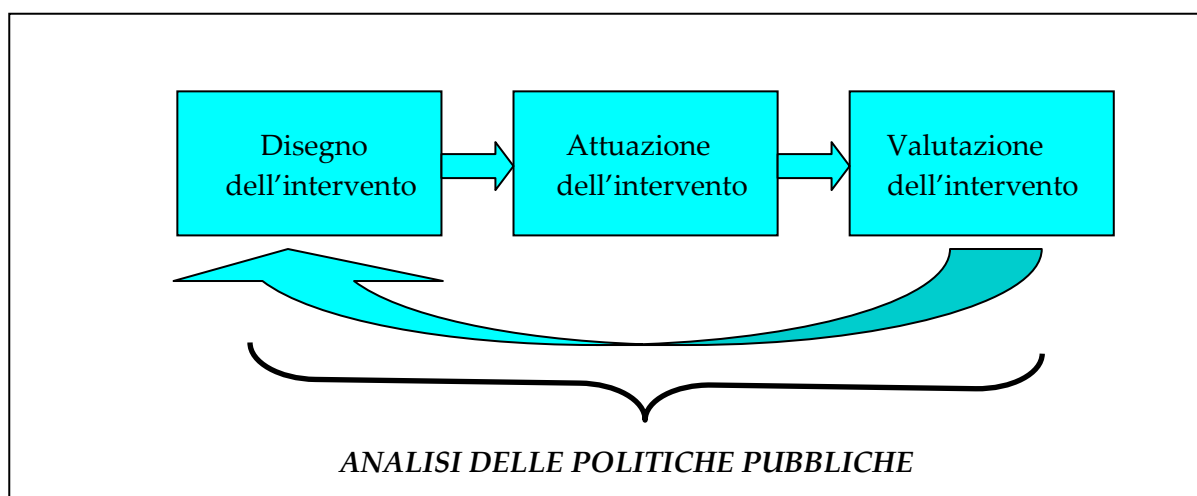 Disegno
dell’intervento
Attuazione
dell’intervento
Valutazione
dell’intervento
ANALISI DELLE POLITICHE PUBBLICHE